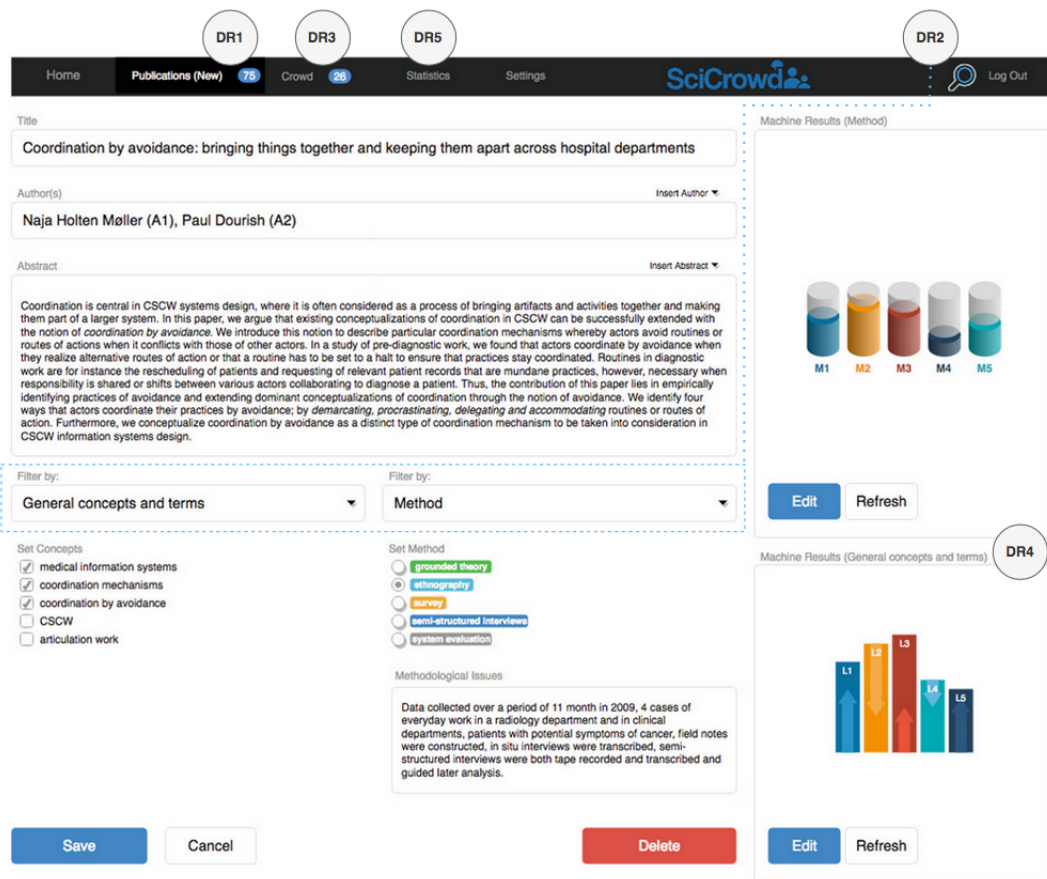 DR1
DR3
DR5
DR2
Home
Publications (New) 75
Crowd 26
Statistics
Settings
SciCrowd
Log Out
Title
Coordination by avoidance: bringing things together and keeping them apart across hospital departments
Author(s)
Insert Author
Naja Holten Møller (A1), Paul Dourish (A2)
Abstract
Insert Abstract
Coordination is central in CSCW systems design, where it is often considered as a process of bringing artifacts and activities together and making
them part of a larger system. In this paper, we argue that existing conceptualizations of coordination in CSCW can be successfully extended with
the notion of coordination by avoidance. We introduce this notion to describe particular coordination mechanisms whereby actors avoid routines or
routes of actions when it conflicts with those of other actors. In a study of pre-diagnostic work, we found that actors coordinate by avoidance when
they realize alternative routes of action or that a routine has to be set to a halt to ensure that practices stay coordinated. Routines in diagnostic
work are for instance the rescheduling of patients and requesting of relevant patient records that are mundane practices, however, necessary when
responsibility is shared or shifts between various actors collaborating to diagnose a patient. Thus, the contribution of this paper lies in empirically
identifying practices of avoidance and extending dominant conceptualizations of coordination through the notion of avoidance. We identify four
ways that actors coordinate their practices by avoidance; by demarcating, procrastinating, delegating and accommodating routines or routes of
action. Furthermore, we conceptualize coordination by avoidance as a distinct type of coordination mechanism to be taken into consideration in
CSCW information systems design.
Filter by:
General concepts and terms
Filter by:
Method
Set Concepts
medical information systems
coordination mechanisms
coordination by avoidance
CSCW
articulation work
Set Method
grounded theory
ethnography
survey
semi-structured interviews
system evaluation
Methodological Issues
Data collected over a period of 11 month in 2009, 4 cases of
everyday work in a radiology department and in clinical
departments, patients with potential symptoms of cancer, field notes
were constructed, in situ interviews were transcribed, semi-
structured interviews were both tape recorded and transcribed and
guided later analysis.
Save
Cancel
Delete
Machine Results (Method)
M1
M2
M3
M4
M5
Edit
Refresh
DR4
Machine Results (General concepts and terms)
L1
L2
L3
L4
L5
Edit
Refresh